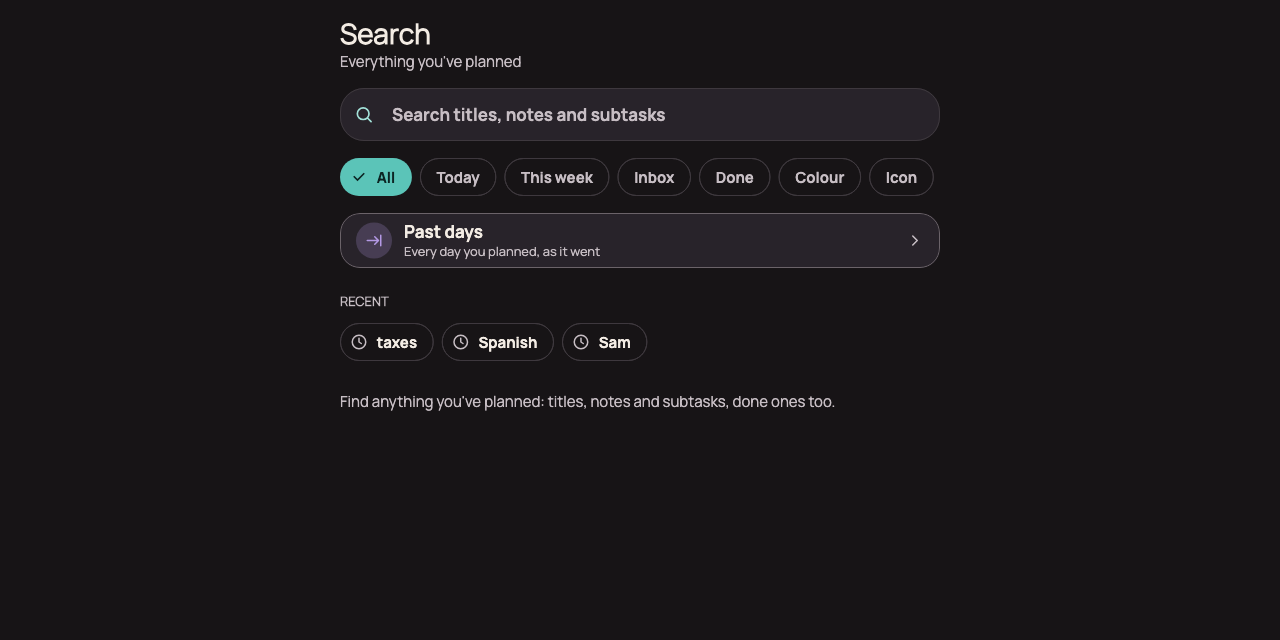 Search
Everything you've planned
Search titles, notes and subtasks
All Today This week Inbox Done Colour Icon
Past days
Every day you planned, as it went
RECENT
taxes Spanish Sam
Find anything you've planned: titles, notes and subtasks, done ones too.